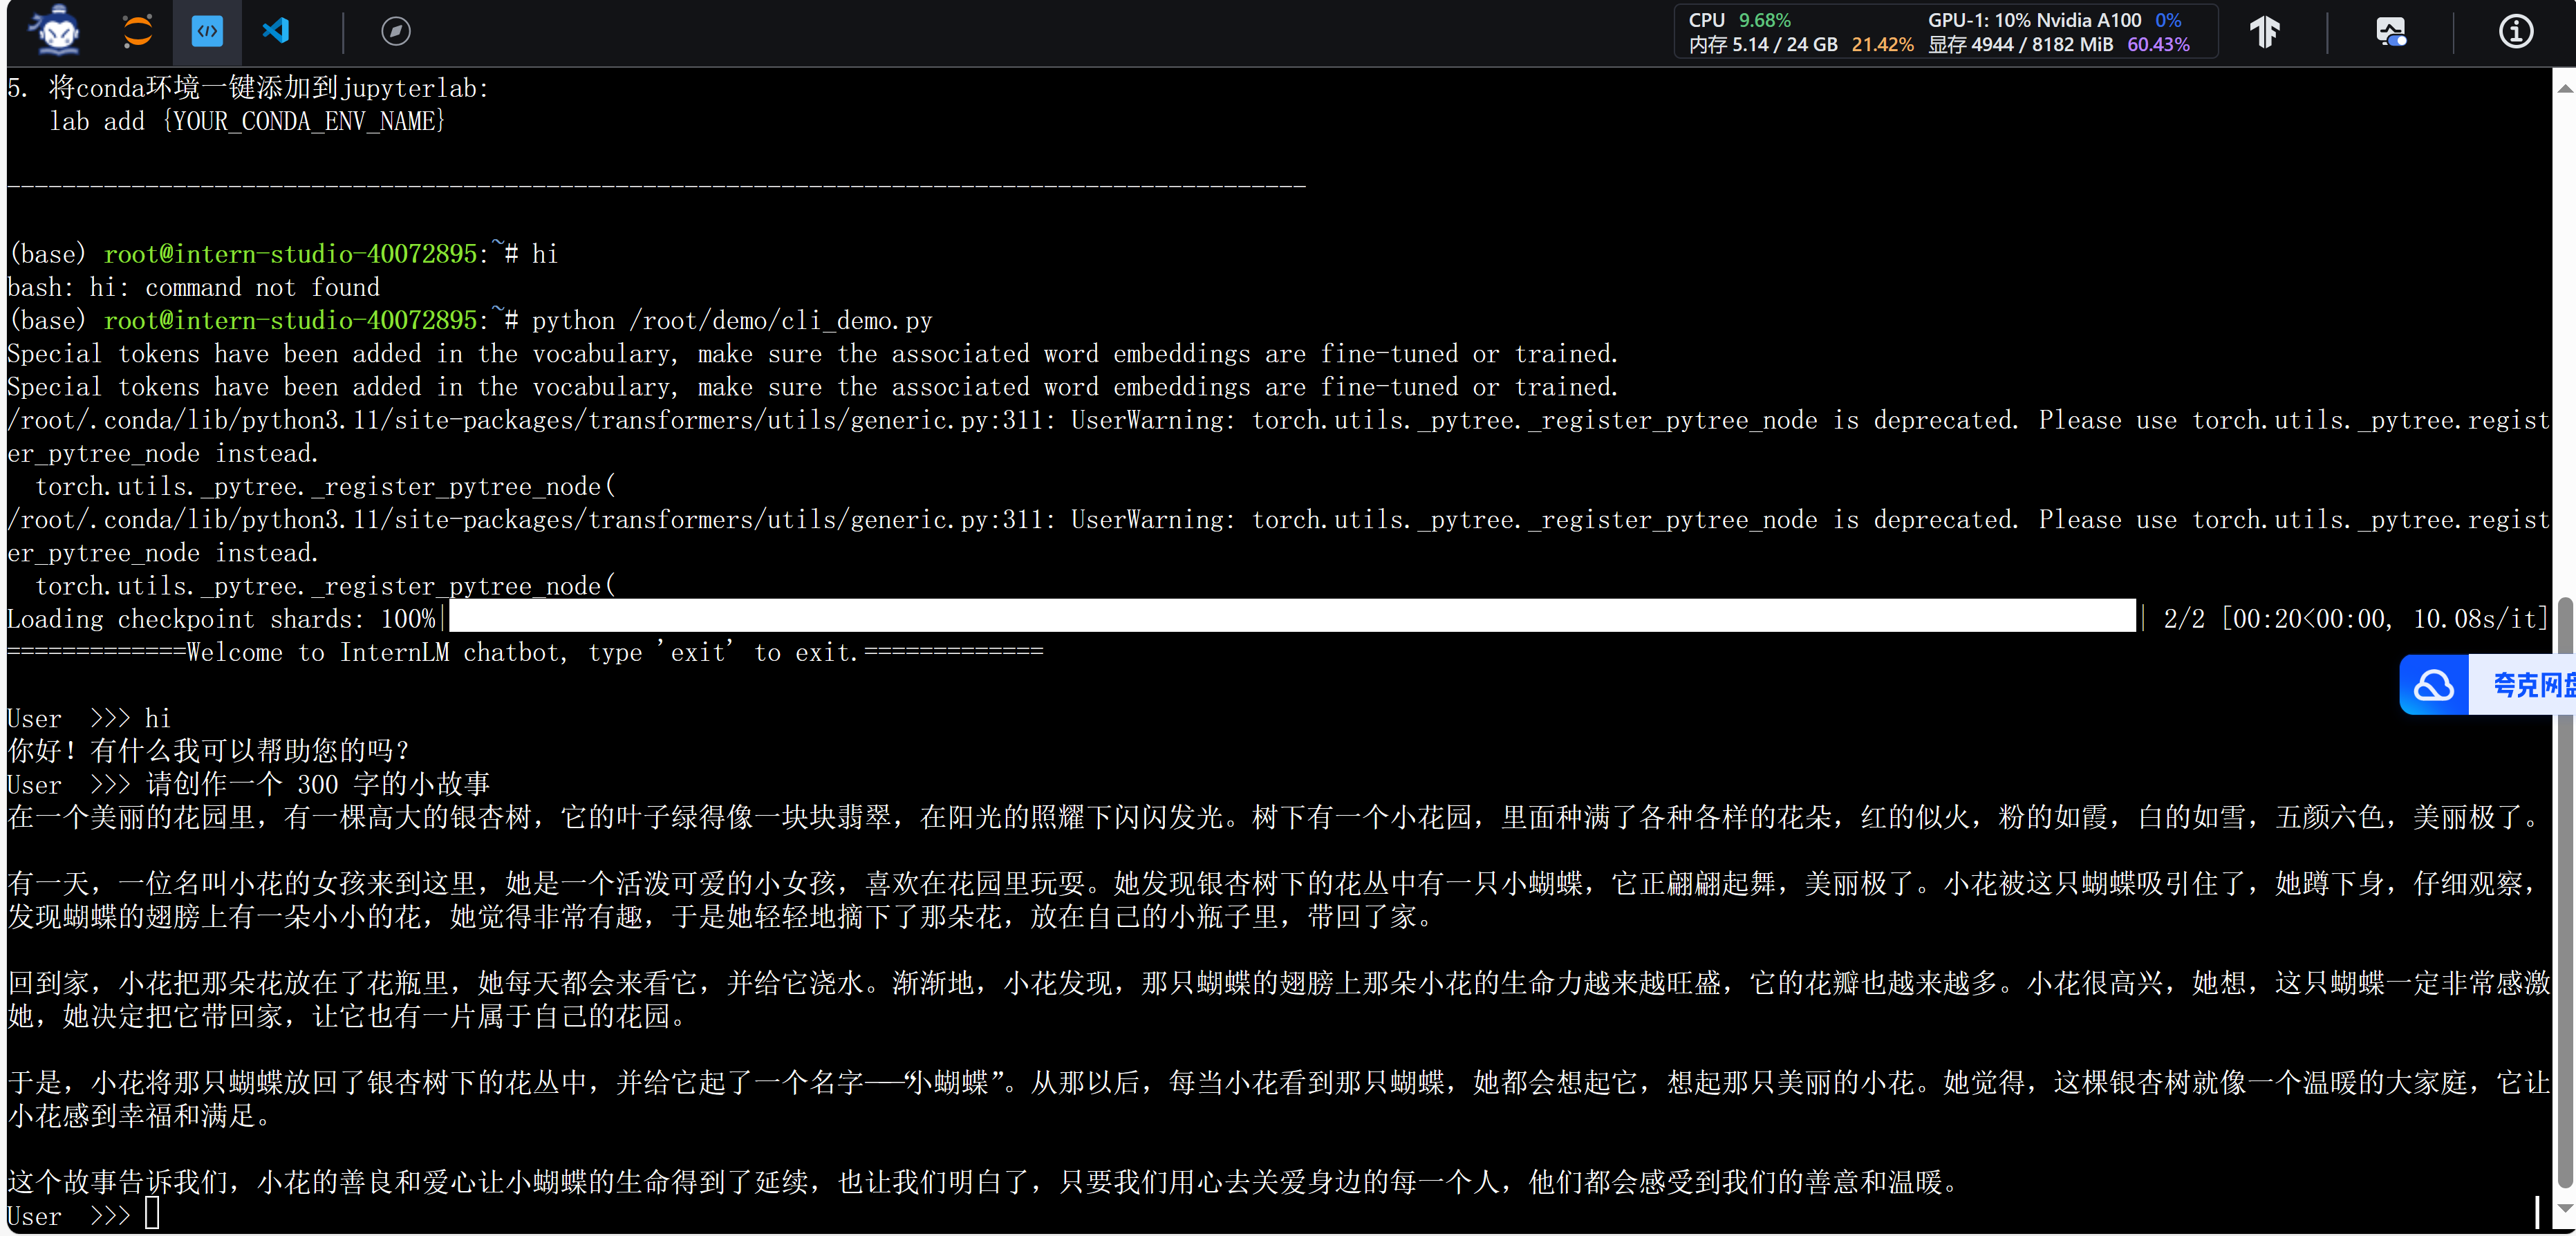 CPU 9.68% GPU-1: 10% Nvidia A100 0%
内存 5.14 / 24 GB 21.42% 显存 4944 / 8182 MiB 60.43%
5. 将conda环境一键添加到jupyterlab:
lab add {YOUR_CONDA_ENV_NAME}
----------------------------------------------------------------------------------------------
(base) root@intern-studio-40072895:~# hi
bash: hi: command not found
(base) root@intern-studio-40072895:~# python /root/demo/cli_demo.py
Special tokens have been added in the vocabulary, make sure the associated word embeddings are fine-tuned or trained.
Special tokens have been added in the vocabulary, make sure the associated word embeddings are fine-tuned or trained.
/root/.conda/lib/python3.11/site-packages/transformers/utils/generic.py:311: UserWarning: torch.utils._pytree._register_pytree_node is deprecated. Please use torch.utils._pytree.regist
er_pytree_node instead.
torch.utils._pytree._register_pytree_node(
/root/.conda/lib/python3.11/site-packages/transformers/utils/generic.py:311: UserWarning: torch.utils._pytree._register_pytree_node is deprecated. Please use torch.utils._pytree.regist
er_pytree_node instead.
torch.utils._pytree._register_pytree_node(
Loading checkpoint shards: 100%| | 2/2 [00:20<00:00, 10.08s/it]
=============Welcome to InternLM chatbot, type 'exit' to exit.=============
夸克网盘
User >>> hi
你好！有什么我可以帮助您的吗？
User >>> 请创作一个 300 字的小故事
在一个美丽的花园里，有一棵高大的银杏树，它的叶子绿得像一块块翡翠，在阳光的照耀下闪闪发光。树下有一个小花园，里面种满了各种各样的花朵，红的似火，粉的如霞，白的如雪，五颜六色，美丽极了。
有一天，一位名叫小花的女孩来到这里，她是一个活泼可爱的小女孩，喜欢在花园里玩耍。她发现银杏树下的花丛中有一只小蝴蝶，它正翩翩起舞，美丽极了。小花被这只蝴蝶吸引住了，她蹲下身，仔细观察，
发现蝴蝶的翅膀上有一朵小小的花，她觉得非常有趣，于是她轻轻地摘下了那朵花，放在自己的小瓶子里，带回了家。
回到家，小花把那朵花放在了花瓶里，她每天都会来看它，并给它浇水。渐渐地，小花发现，那只蝴蝶的翅膀上那朵小花的生命力越来越旺盛，它的花瓣也越来越多。小花很高兴，她想，这只蝴蝶一定非常感激
她，她决定把它带回家，让它也有一片属于自己的花园。
于是，小花将那只蝴蝶放回了银杏树下的花丛中，并给它起了一个名字——“小蝴蝶”。从那以后，每当小花看到那只蝴蝶，她都会想起它，想起那只美丽的小花。她觉得，这棵银杏树就像一个温暖的大家庭，它让
小花感到幸福和满足。
这个故事告诉我们，小花的善良和爱心让小蝴蝶的生命得到了延续，也让我们明白了，只要我们用心去关爱身边的每一个人，他们都会感受到我们的善意和温暖。
User >>>